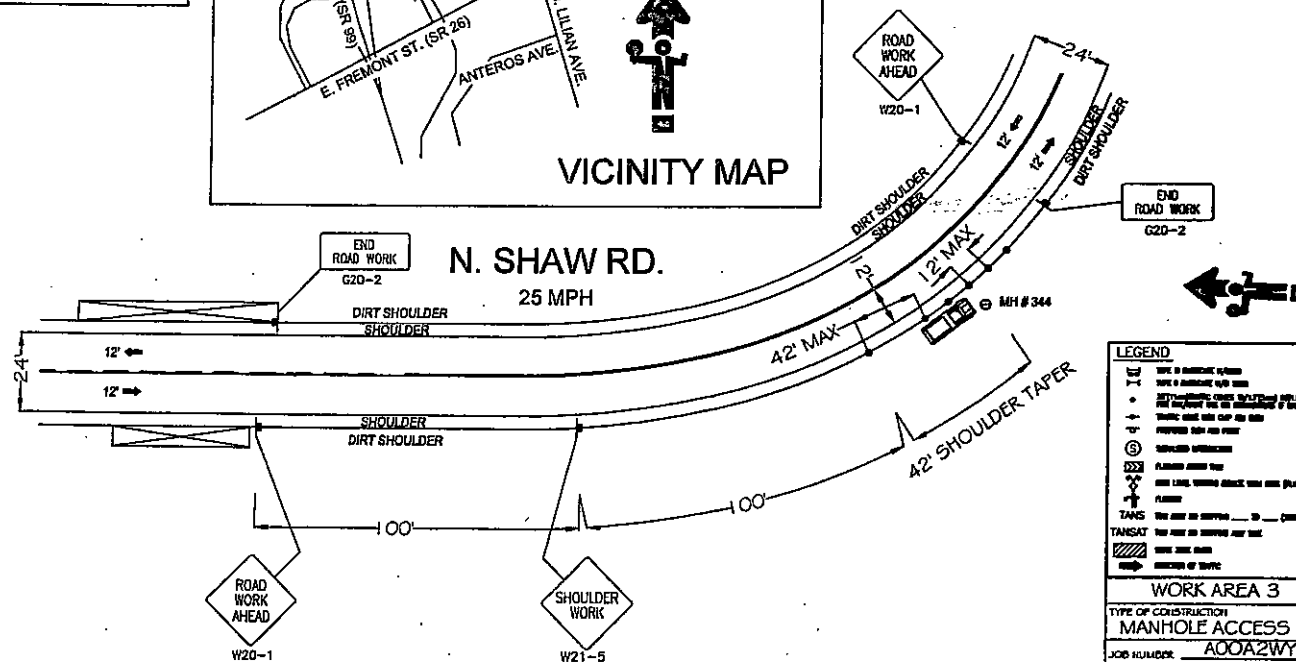 (SR 99)
E. FREMONT ST. (SR 26)
ANTEROS AVE.
LILIAN AVE.
VICINITY MAP
ROAD
WORK
AHEAD
W20-1
24'
12'
12'
SHOULDER
DIRT SHOULDER
DIRT SHOULDER
SHOULDER
END
ROAD WORK
G20-2
END
ROAD WORK
G20-2
N. SHAW RD.
25 MPH
DIRT SHOULDER
SHOULDER
12' MAX
12'
42' MAX
MH # 344
24'
12'
12'
SHOULDER
DIRT SHOULDER
42' SHOULDER TAPER
100'
100'
ROAD
WORK
AHEAD
W20-1
SHOULDER
WORK
W21-5
LEGEND
S
TANS
TANSAT
WORK AREA 3
TYPE OF CONSTRUCTION
MANHOLE ACCESS
JOB NUMBER A00A2WY